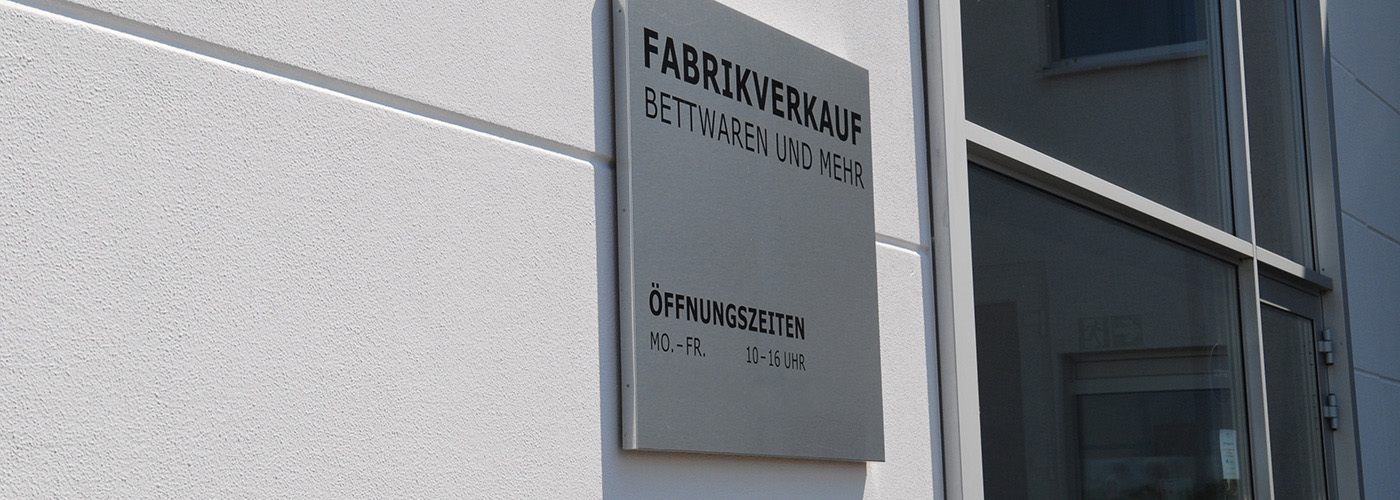 FABRIKVERKAUF
BETTWAREN UND MEHR
ÖFFNUNGSZEITEN
MO.–FR. 10–16 UHR